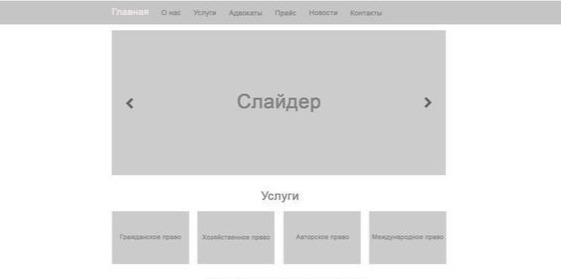 Главная О нас Услуги Адвокаты Прайс Новости Контакты
Слайдер
Услуги
Гражданское право Хозяйственное право Авторское право Международное право